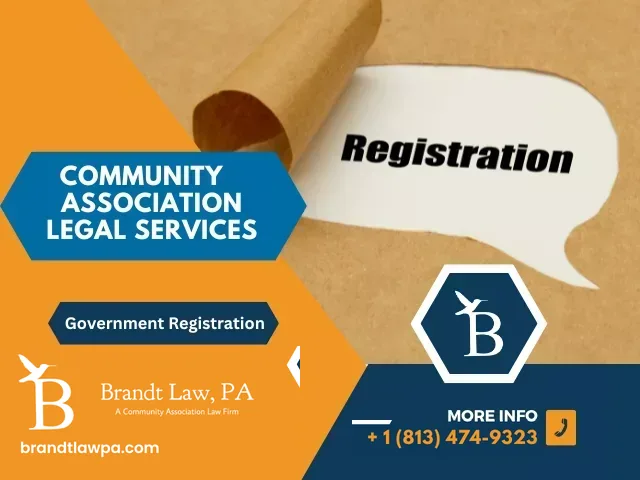 Registration
COMMUNITY
ASSOCIATION
LEGAL SERVICES
Government Registration
B
B
Brandt Law, PA
A Community Association Law Firm
brandtlawpa.com
MORE INFO
+ 1 (813) 474-9323